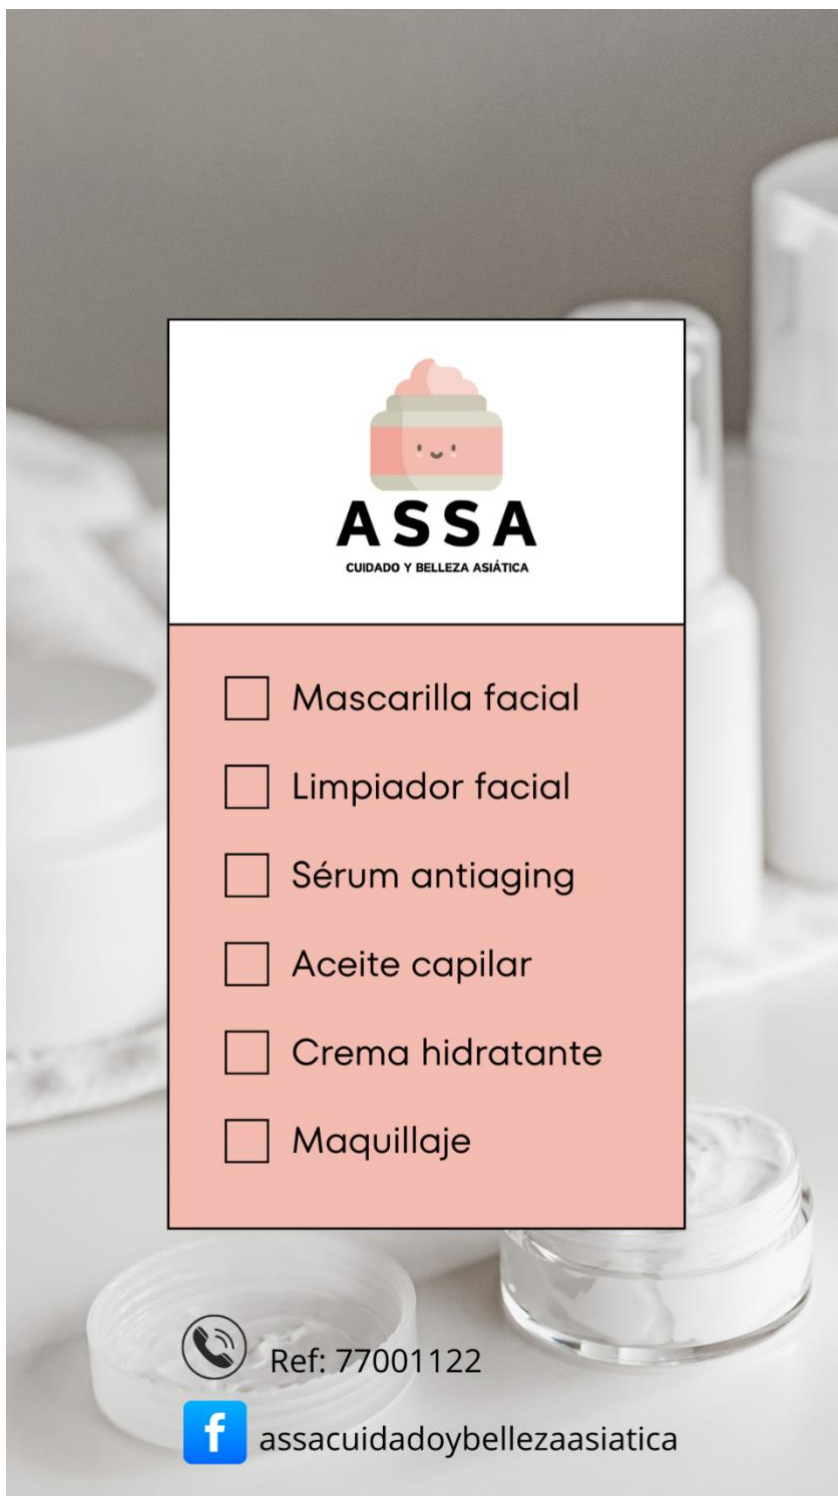 ASSA
CUIDADO Y BELLEZA ASIÁTICA
Mascarilla facial
Limpiador facial
Sérum antiaging
Aceite capilar
Crema hidratante
Maquillaje
Ref: 77001122
f assacuidadoybellezaasiatica